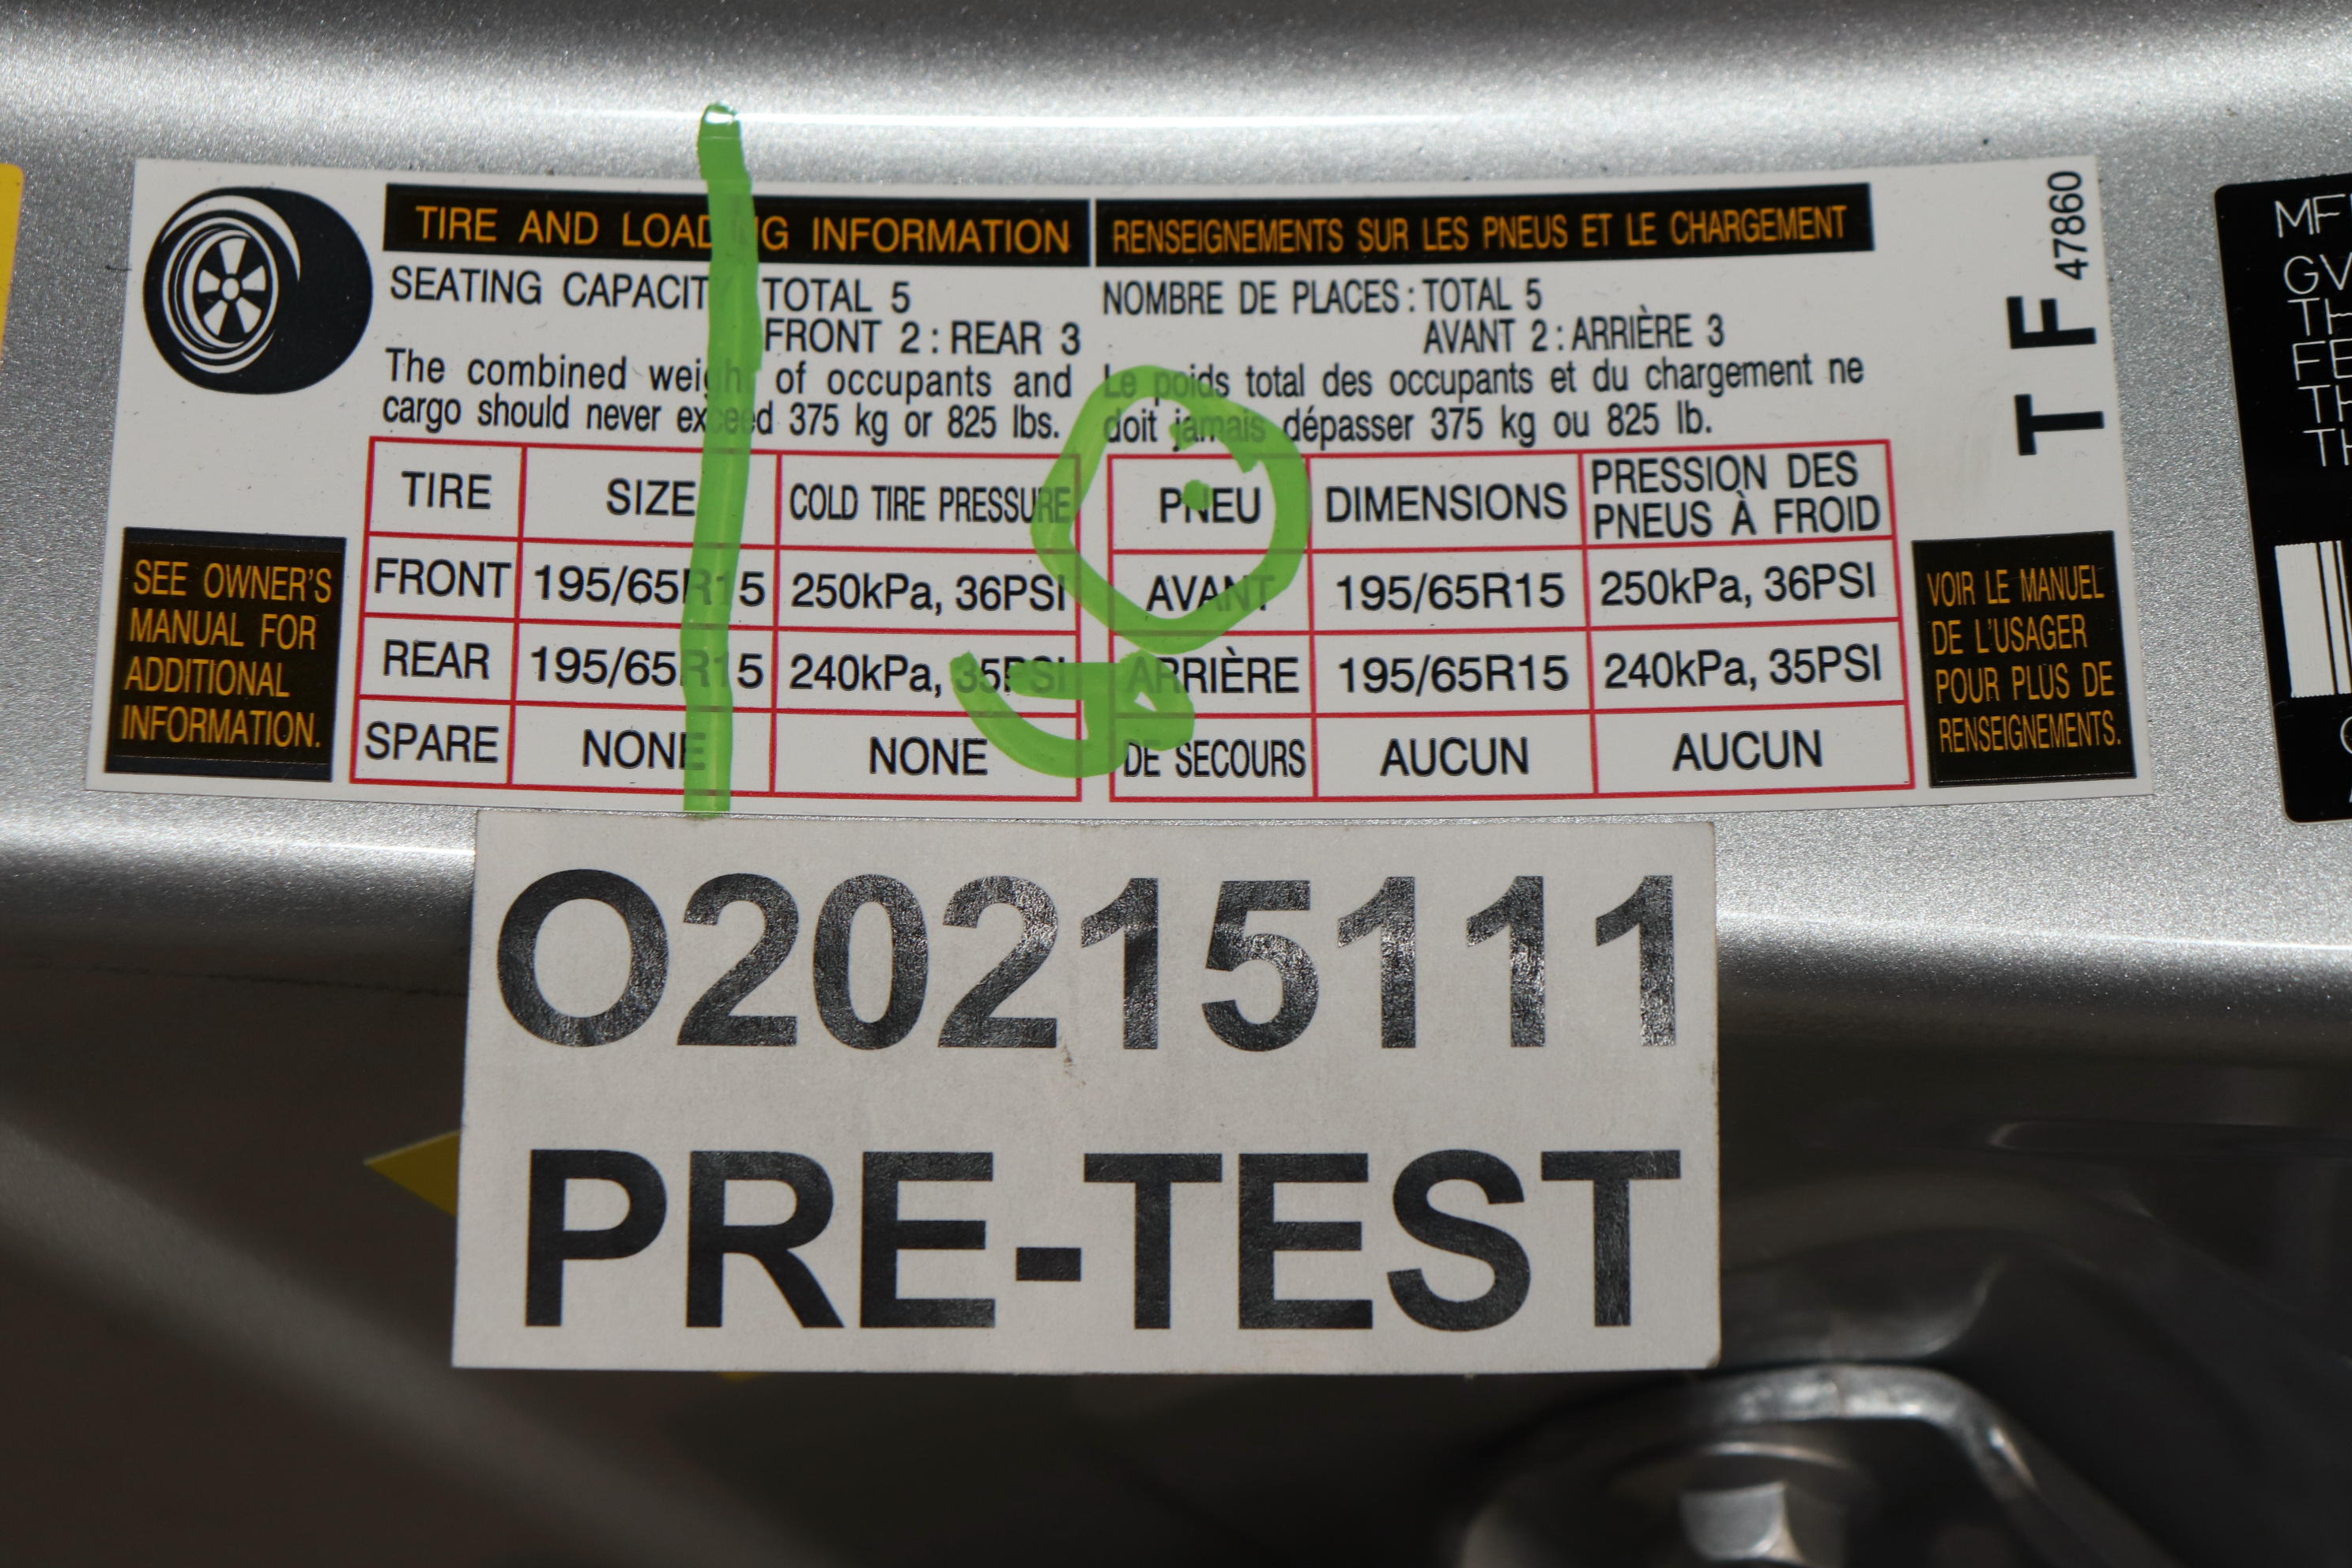 TIRE AND LOADING INFORMATION
SEATING CAPACITY TOTAL 5
FRONT 2 : REAR 3
The combined weight of occupants and
cargo should never exceed 375 kg or 825 lbs.
TIRE SIZE COLD TIRE PRESSURE
FRONT 195/65R15 250kPa, 36PSI
REAR 195/65R15 240kPa, 35PSI
SPARE NONE NONE
SEE OWNER'S
MANUAL FOR
ADDITIONAL
INFORMATION.
RENSEIGNEMENTS SUR LES PNEUS ET LE CHARGEMENT
NOMBRE DE PLACES : TOTAL 5
AVANT 2 : ARRIÈRE 3
Le poids total des occupants et du chargement ne
doit jamais dépasser 375 kg ou 825 lb.
PNEU DIMENSIONS PRESSION DES
PNEUS À FROID
AVANT 195/65R15 250kPa, 36PSI
ARRIÈRE 195/65R15 240kPa, 35PSI
DE SECOURS AUCUN AUCUN
VOIR LE MANUEL
DE L'USAGER
POUR PLUS DE
RENSEIGNEMENTS.
T F 47860
O20215111
PRE-TEST